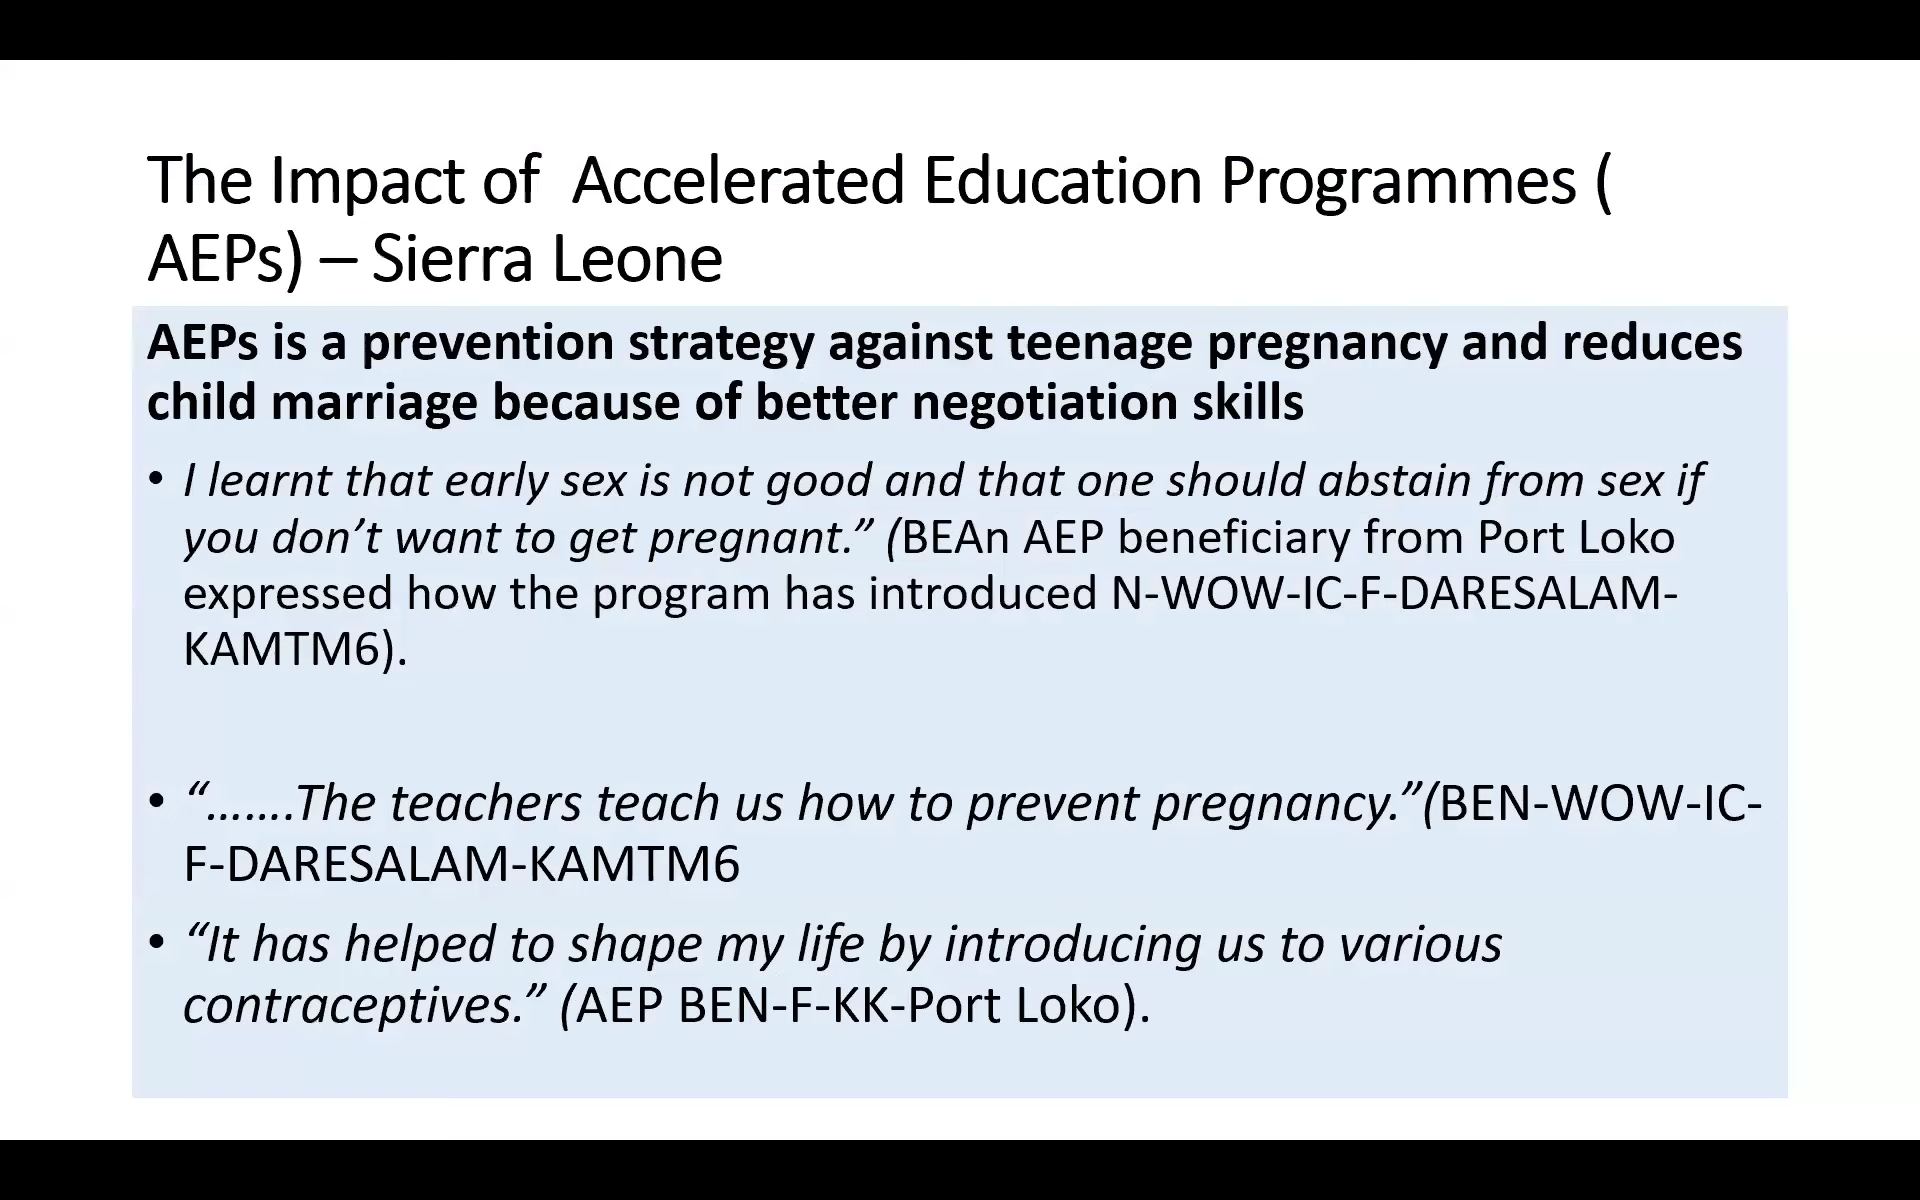 The Impact of  Accelerated Education Programmes (
AEPs) – Sierra Leone
AEPs is a prevention strategy against teenage pregnancy and reduces
child marriage because of better negotiation skills
• I learnt that early sex is not good and that one should abstain from sex if
you don’t want to get pregnant.” (BEAn AEP beneficiary from Port Loko
expressed how the program has introduced N-WOW-IC-F-DARESALAM-
KAMTM6).
• “…….The teachers teach us how to prevent pregnancy.”(BEN-WOW-IC-
F-DARESALAM-KAMTM6
• “It has helped to shape my life by introducing us to various
contraceptives.” (AEP BEN-F-KK-Port Loko).